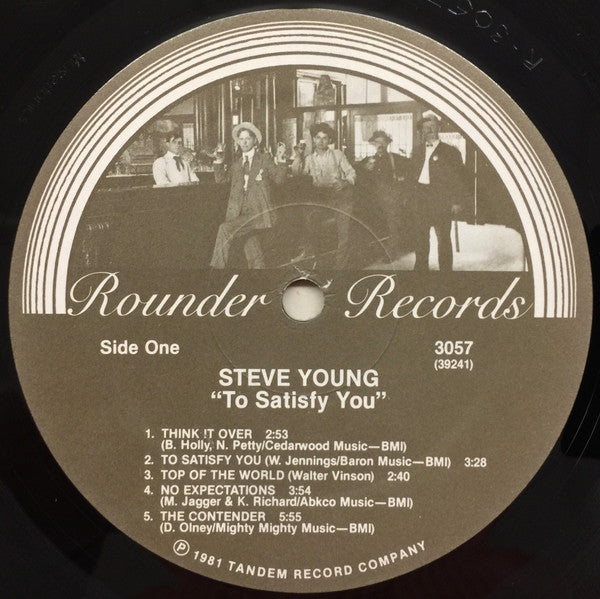 Rounder Records
Side One
3057
(39241)
STEVE YOUNG
“To Satisfy You”
1. THINK IT OVER 2:53
(B. Holly, N. Petty/Cedarwood Music—BMI)
2. TO SATISFY YOU (W. Jennings/Baron Music—BMI) 3:28
3. TOP OF THE WORLD (Walter Vinson) 2:40
4. NO EXPECTATIONS 3:54
(M. Jagger & K. Richard/Abkco Music—BMI)
5. THE CONTENDER 5:55
(D. Olney/Mighty Mighty Music—BMI)
Ⓟ 1981 TANDEM RECORD COMPANY